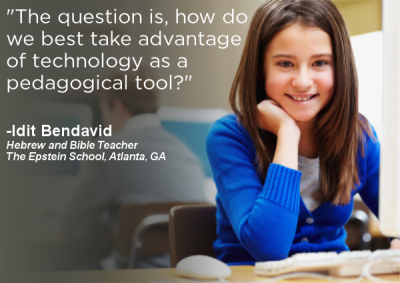 "The question is, how do
we best take advantage
of technology as a
pedagogical tool?"
-Idit Bendavid
Hebrew and Bible Teacher
The Epstein School, Atlanta, GA